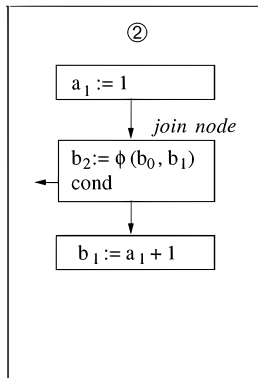 ②
a₁ := 1
join node
b₂ := ϕ (b₀, b₁)
cond
b₁ := a₁ + 1